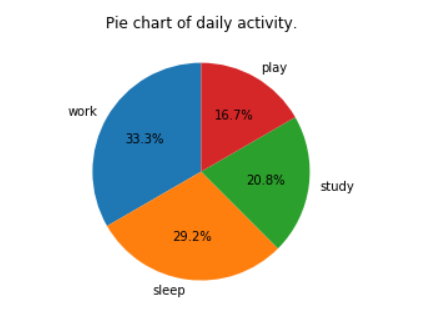 Pie chart of daily activity.
play
work
16.7%
33.3%
20.8%
study
29.2%
sleep